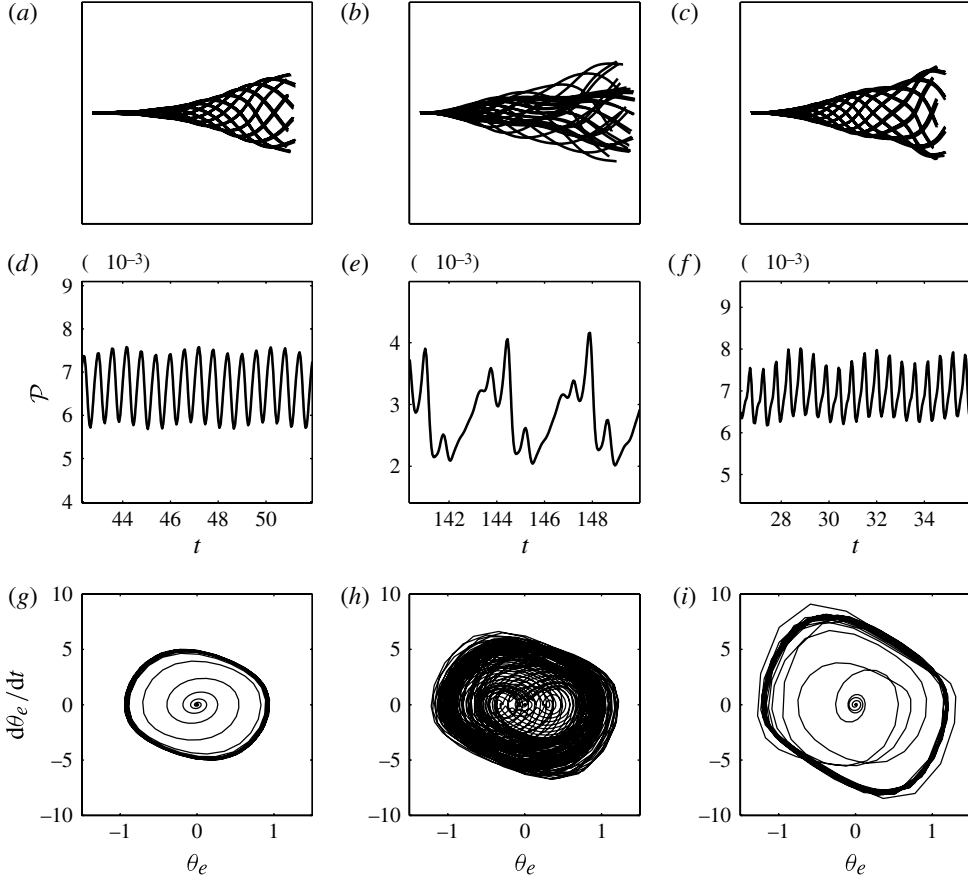 (a) (b) (c)
(d) ( 10–3) (e) ( 10–3) (f) ( 10–3)
9
8
7
6
5
4
𝒫
44 46 48 50
t
4
3
2
142 144 146 148
t
9
8
7
6
5
28 30 32 34
t
(g) (h) (i)
10
5
0
–5
–10
dθe/dt
–1 0 1
θe
10
5
0
–5
–10
–1 0 1
θe
10
5
0
–5
–10
–1 0 1
θe